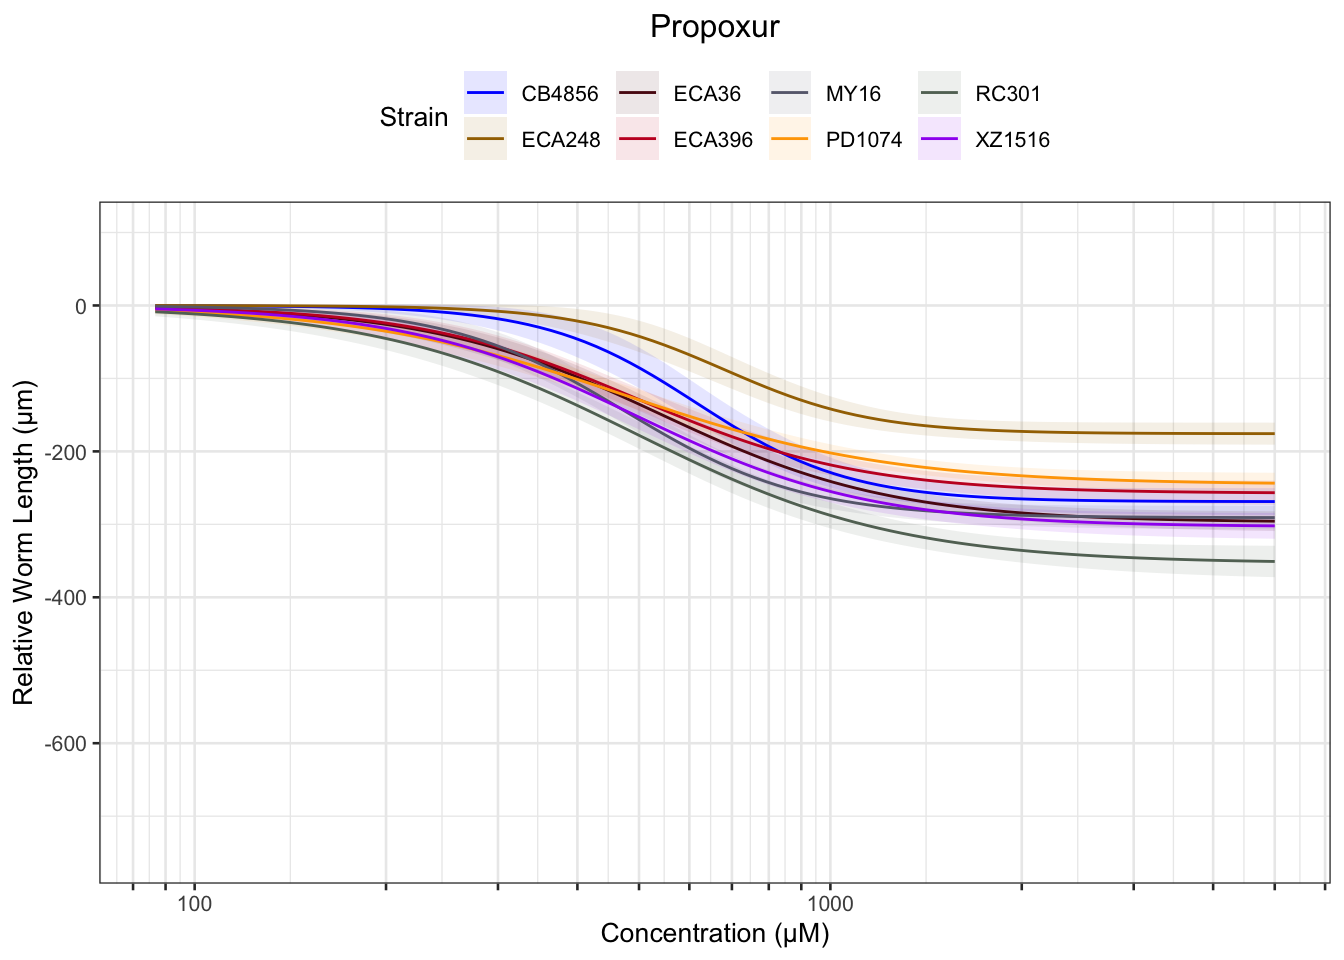 Propoxur
Strain
CB4856 ECA36 MY16 RC301
ECA248 ECA396 PD1074 XZ1516
Relative Worm Length (µm)
0
-200
-400
-600
100 1000
Concentration (µM)